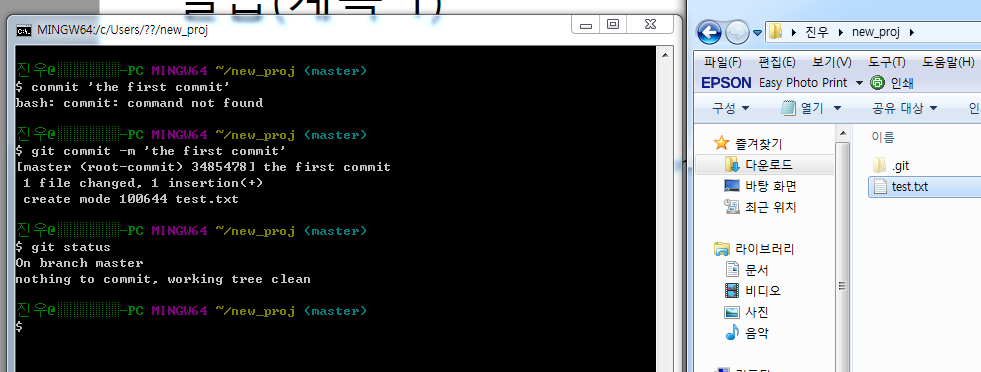 MINGW64:/c/Users/??/new_proj
진우@░░░░░░░░-PC MINGW64 ~/new_proj (master)
$ commit 'the first commit'
bash: commit: command not found
진우@░░░░░░░░-PC MINGW64 ~/new_proj (master)
$ git commit -m 'the first commit'
[master (root-commit) 3485478] the first commit
1 file changed, 1 insertion(+)
create mode 100644 test.txt
진우@░░░░░░░░-PC MINGW64 ~/new_proj (master)
$ git status
On branch master
nothing to commit, working tree clean
진우@░░░░░░░░-PC MINGW64 ~/new_proj (master)
$
진우 new_proj
파일(F) 편집(E) 보기(V) 도구(T) 도움말(H)
EPSON Easy Photo Print 인쇄
구성 열기 공유 대상
즐겨찾기
다운로드
바탕 화면
최근 위치
라이브러리
문서
비디오
사진
음악
이름
.git
test.txt